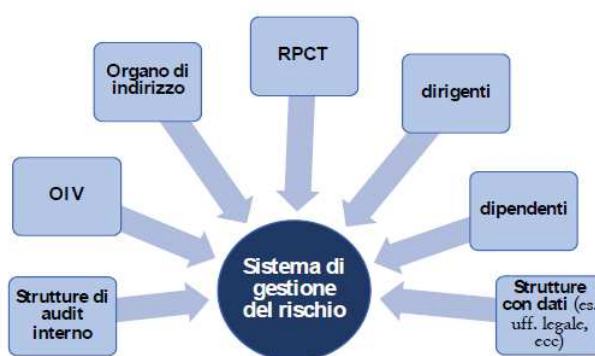 RPCT
Organo di
indirizzo
dirigenti
OIV
dipendenti
Sistema di
gestione
del rischio
Strutture di
audit
interno
Strutture
con dati (es.
uff. legale,
ecc)